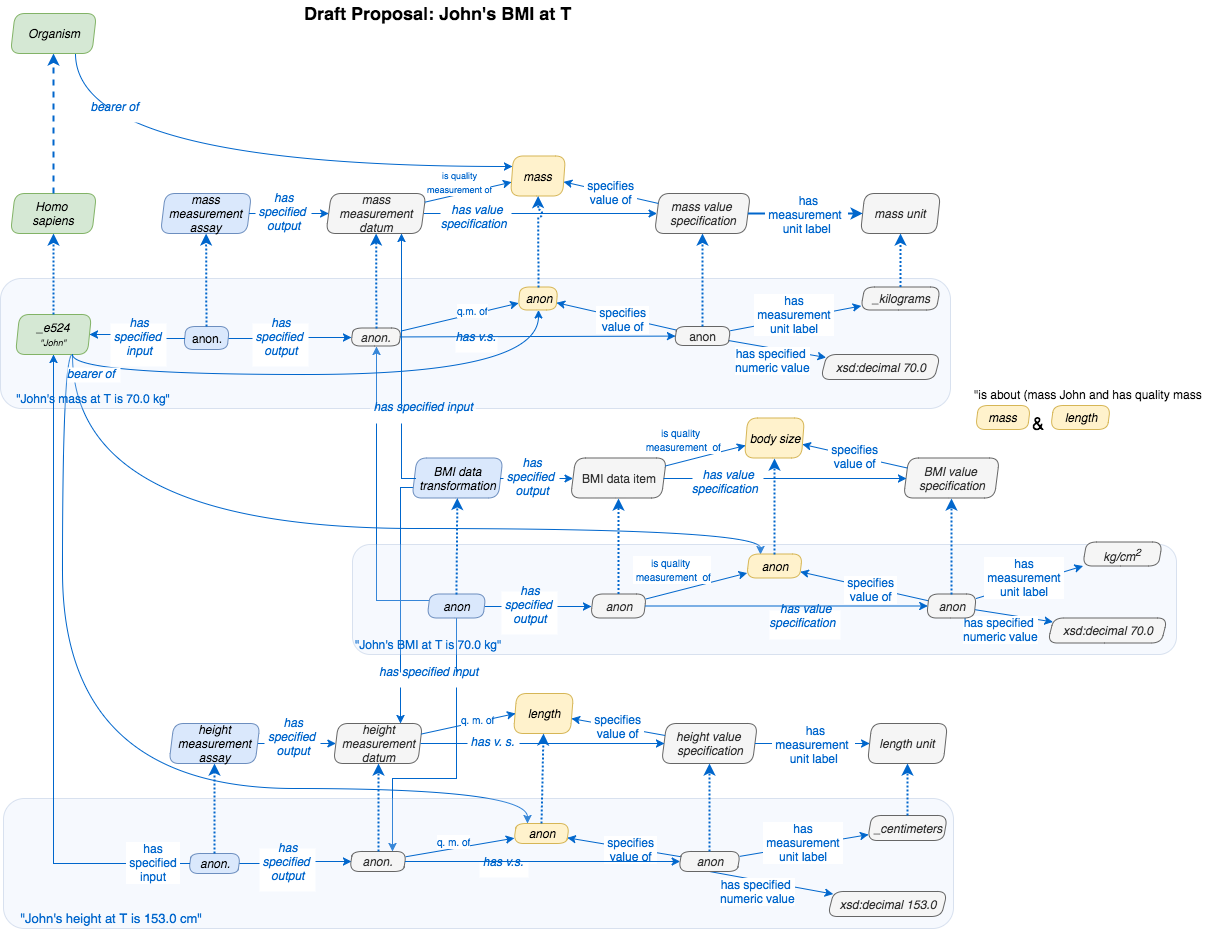 Draft Proposal: John's BMI at T
Organism
bearer of
mass
is quality
measurement of
specifies
value of
Homo
sapiens
mass
measurement
assay
has
specified
output
mass
measurement
datum
has value
specification
mass value
specification
has
measurement
unit label
mass unit
anon
_kilograms
q.m. of
specifies
value of
has
measurement
unit label
_e524
"John"
has
specified
input
anon.
has
specified
output
anon.
has v.s.
anon
has specified
numeric value
xsd:decimal 70.0
bearer of
"John's mass at T is 70.0 kg"
has specified input
"is about (mass John and has quality mass
mass
&
length
is quality
measurement of
body size
specifies
value of
BMI data
transformation
has
specified
output
BMI data item
has value
specification
BMI value
specification
kg/cm2
is quality
measurement of
anon
specifies
value of
has
measurement
unit label
anon
has
specified
output
anon
has value
specification
anon
has specified
numeric value
xsd:decimal 70.0
"John's BMI at T is 70.0 kg"
has specified input
length
q. m. of
specifies
value of
height
measurement
assay
has
specified
output
height
measurement
datum
has v. s.
height value
specification
has
measurement
unit label
length unit
anon
_centimeters
q. m. of
specifies
value of
has
measurement
unit label
has
specified
input
anon.
has
specified
output
anon.
has v.s.
anon
has specified
numeric value
xsd:decimal 153.0
"John's height at T is 153.0 cm"